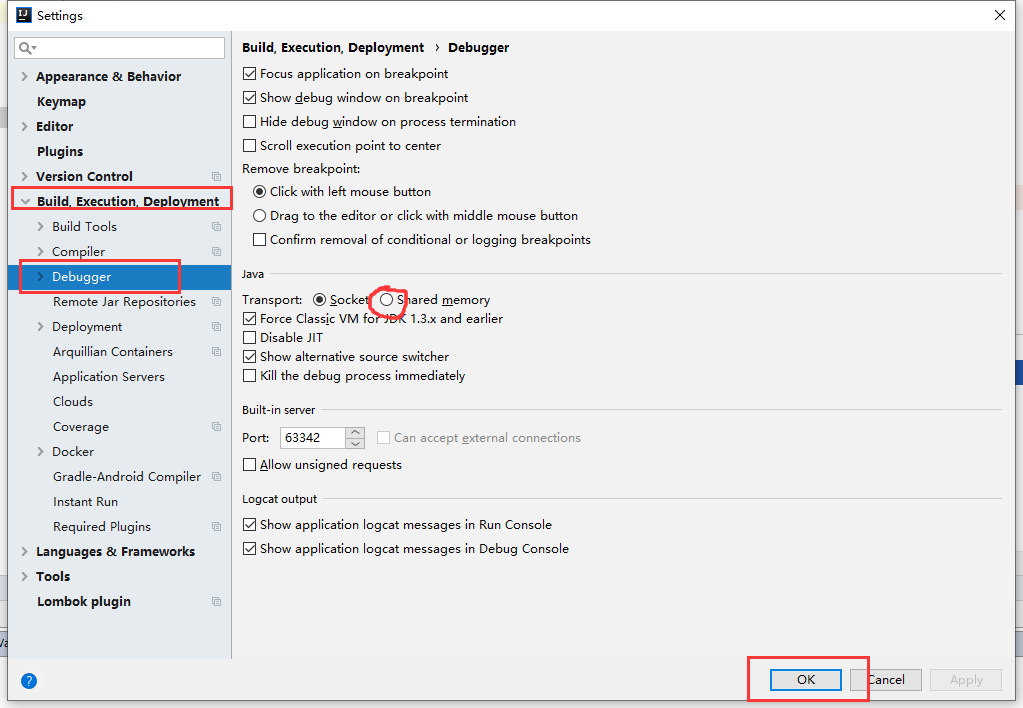 Settings
Appearance & Behavior
Keymap
Editor
Plugins
Version Control
Build, Execution, Deployment
Build Tools
Compiler
Debugger
Remote Jar Repositories
Deployment
Arquillian Containers
Application Servers
Clouds
Coverage
Docker
Gradle-Android Compiler
Instant Run
Required Plugins
Languages & Frameworks
Tools
Lombok plugin
Build, Execution, Deployment › Debugger
Focus application on breakpoint
Show debug window on breakpoint
Hide debug window on process termination
Scroll execution point to center
Remove breakpoint:
Click with left mouse button
Drag to the editor or click with middle mouse button
Confirm removal of conditional or logging breakpoints
Java
Transport: Socket Shared memory
Force Classic VM for JDK 1.3.x and earlier
Disable JIT
Show alternative source switcher
Kill the debug process immediately
Built-in server
Port: 63342 Can accept external connections
Allow unsigned requests
Logcat output
Show application logcat messages in Run Console
Show application logcat messages in Debug Console
? OK Cancel Apply